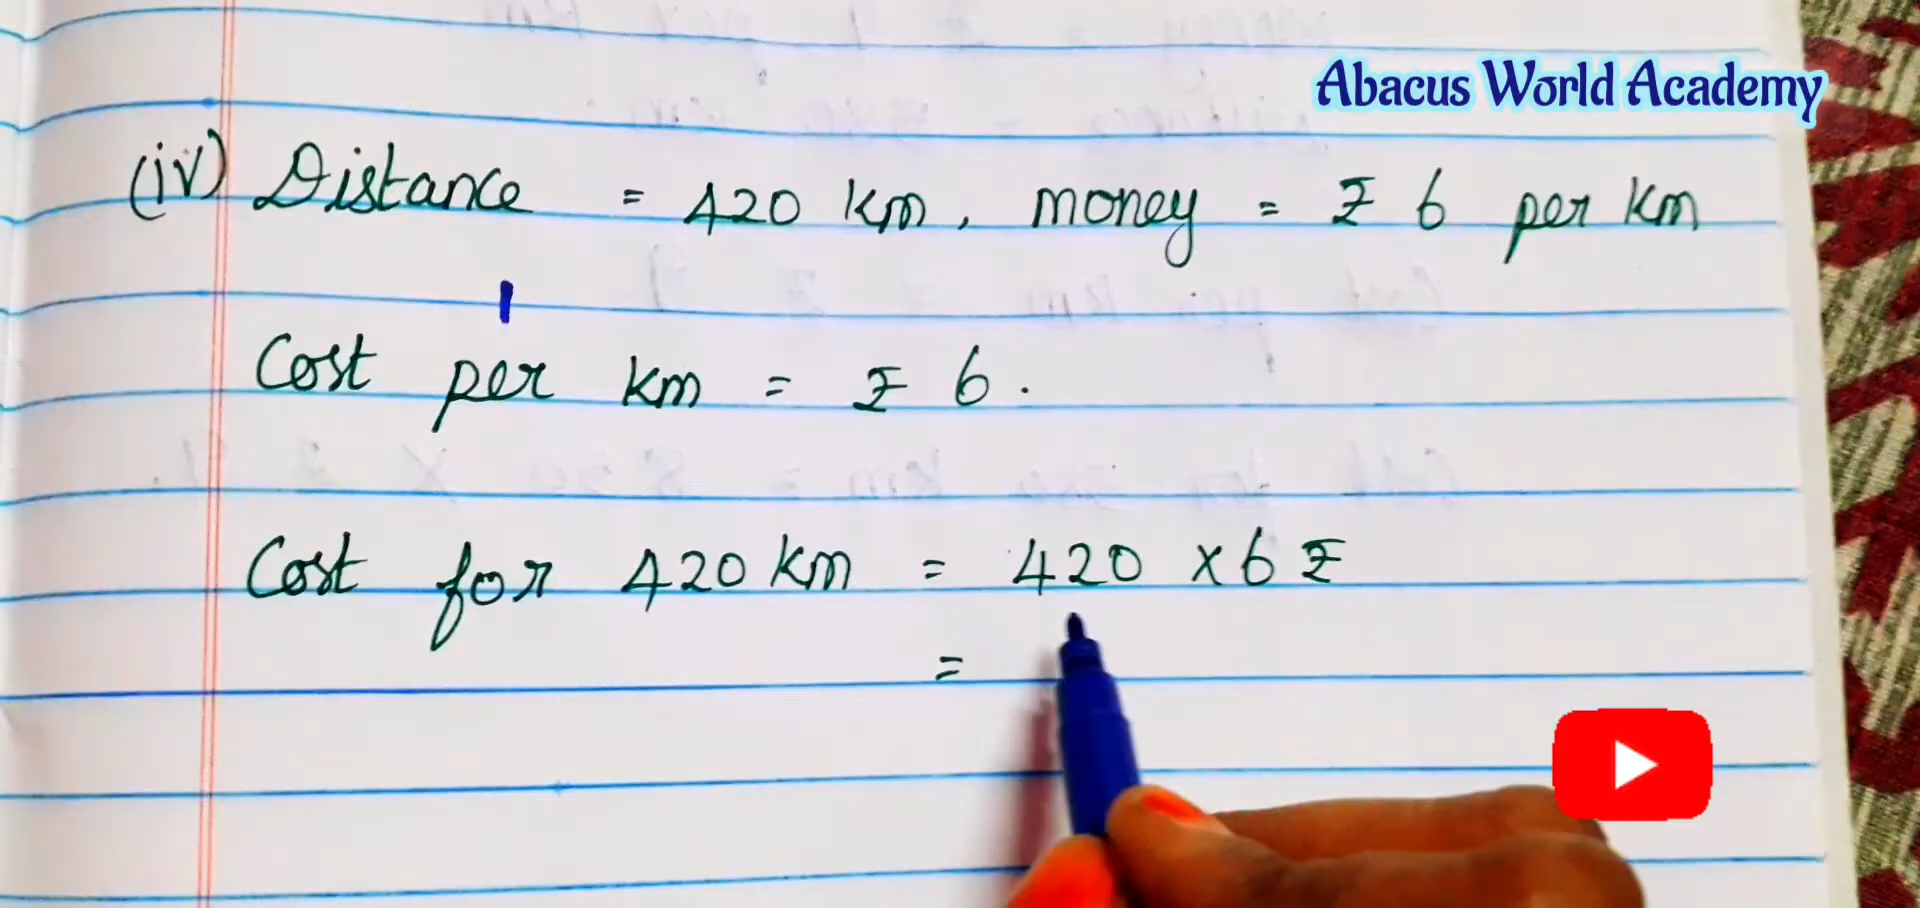 Abacus World Academy
(iv) Distance = 420 km, money = ₹ 6 per km
Cost per km = ₹ 6.
Cost for 420 km = 420 × 6 ₹
=